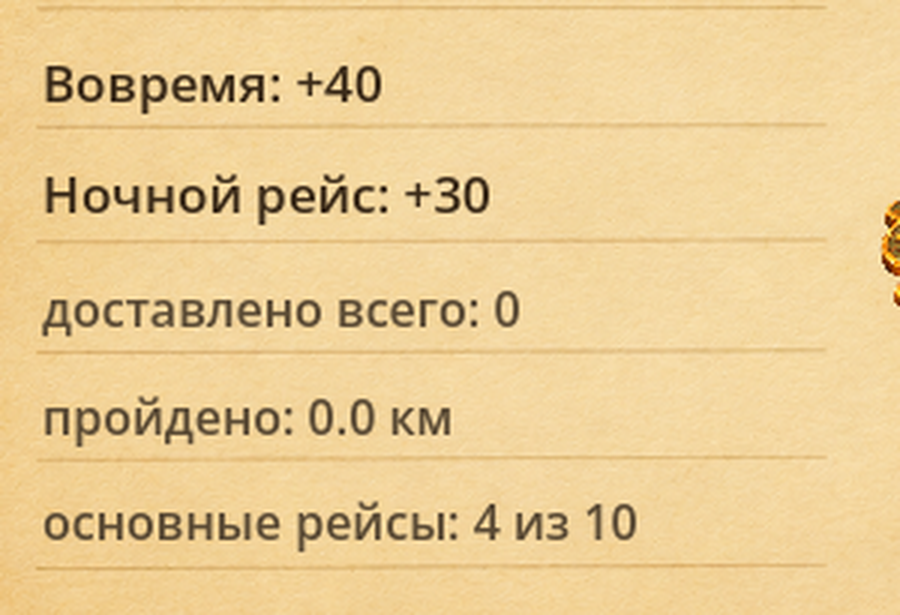 Вовремя: +40
Ночной рейс: +30
доставлено всего: 0
пройдено: 0.0 км
основные рейсы: 4 из 10